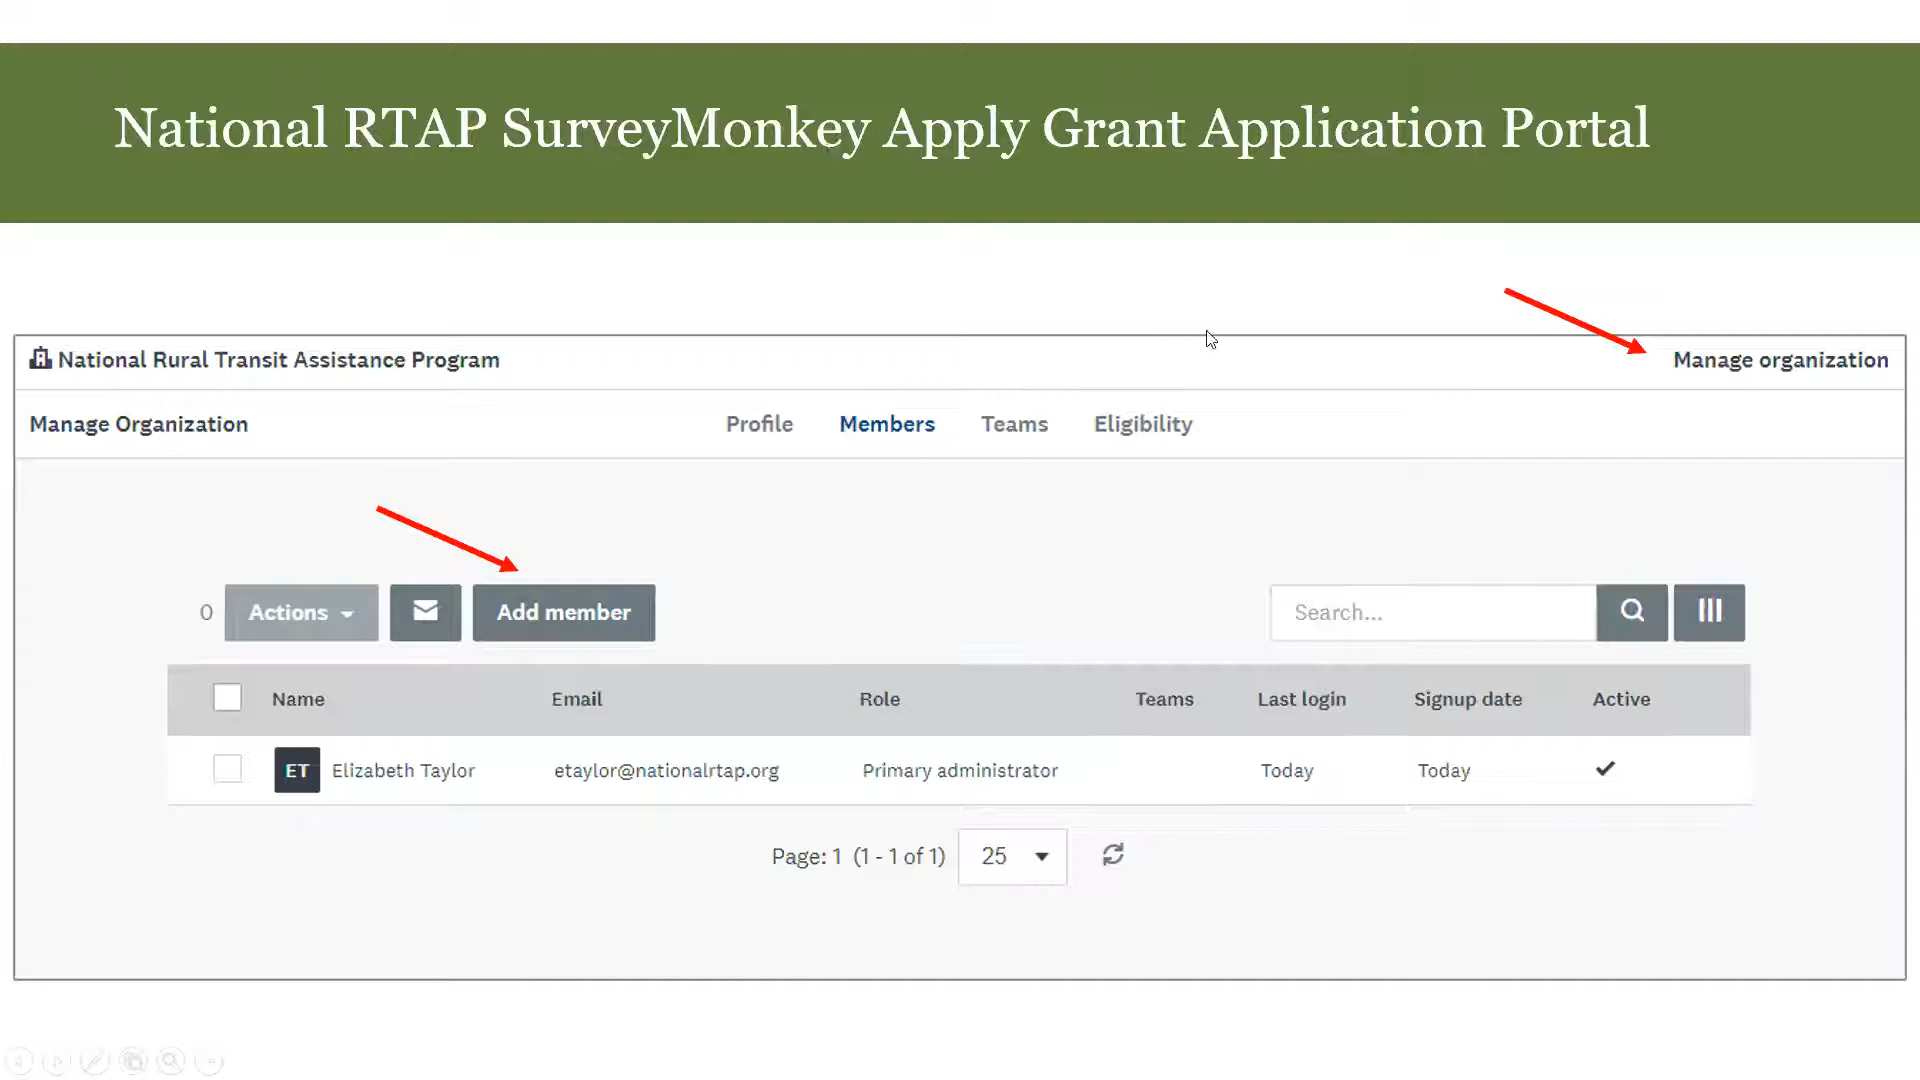 National RTAP SurveyMonkey Apply Grant Application Portal
National Rural Transit Assistance Program Manage organization
Manage Organization Profile Members Teams Eligibility
0 Actions Add member Search...
Name Email Role Teams Last login Signup date Active
ET Elizabeth Taylor etaylor@nationalrtap.org Primary administrator Today Today
Page: 1 (1 - 1 of 1) 25